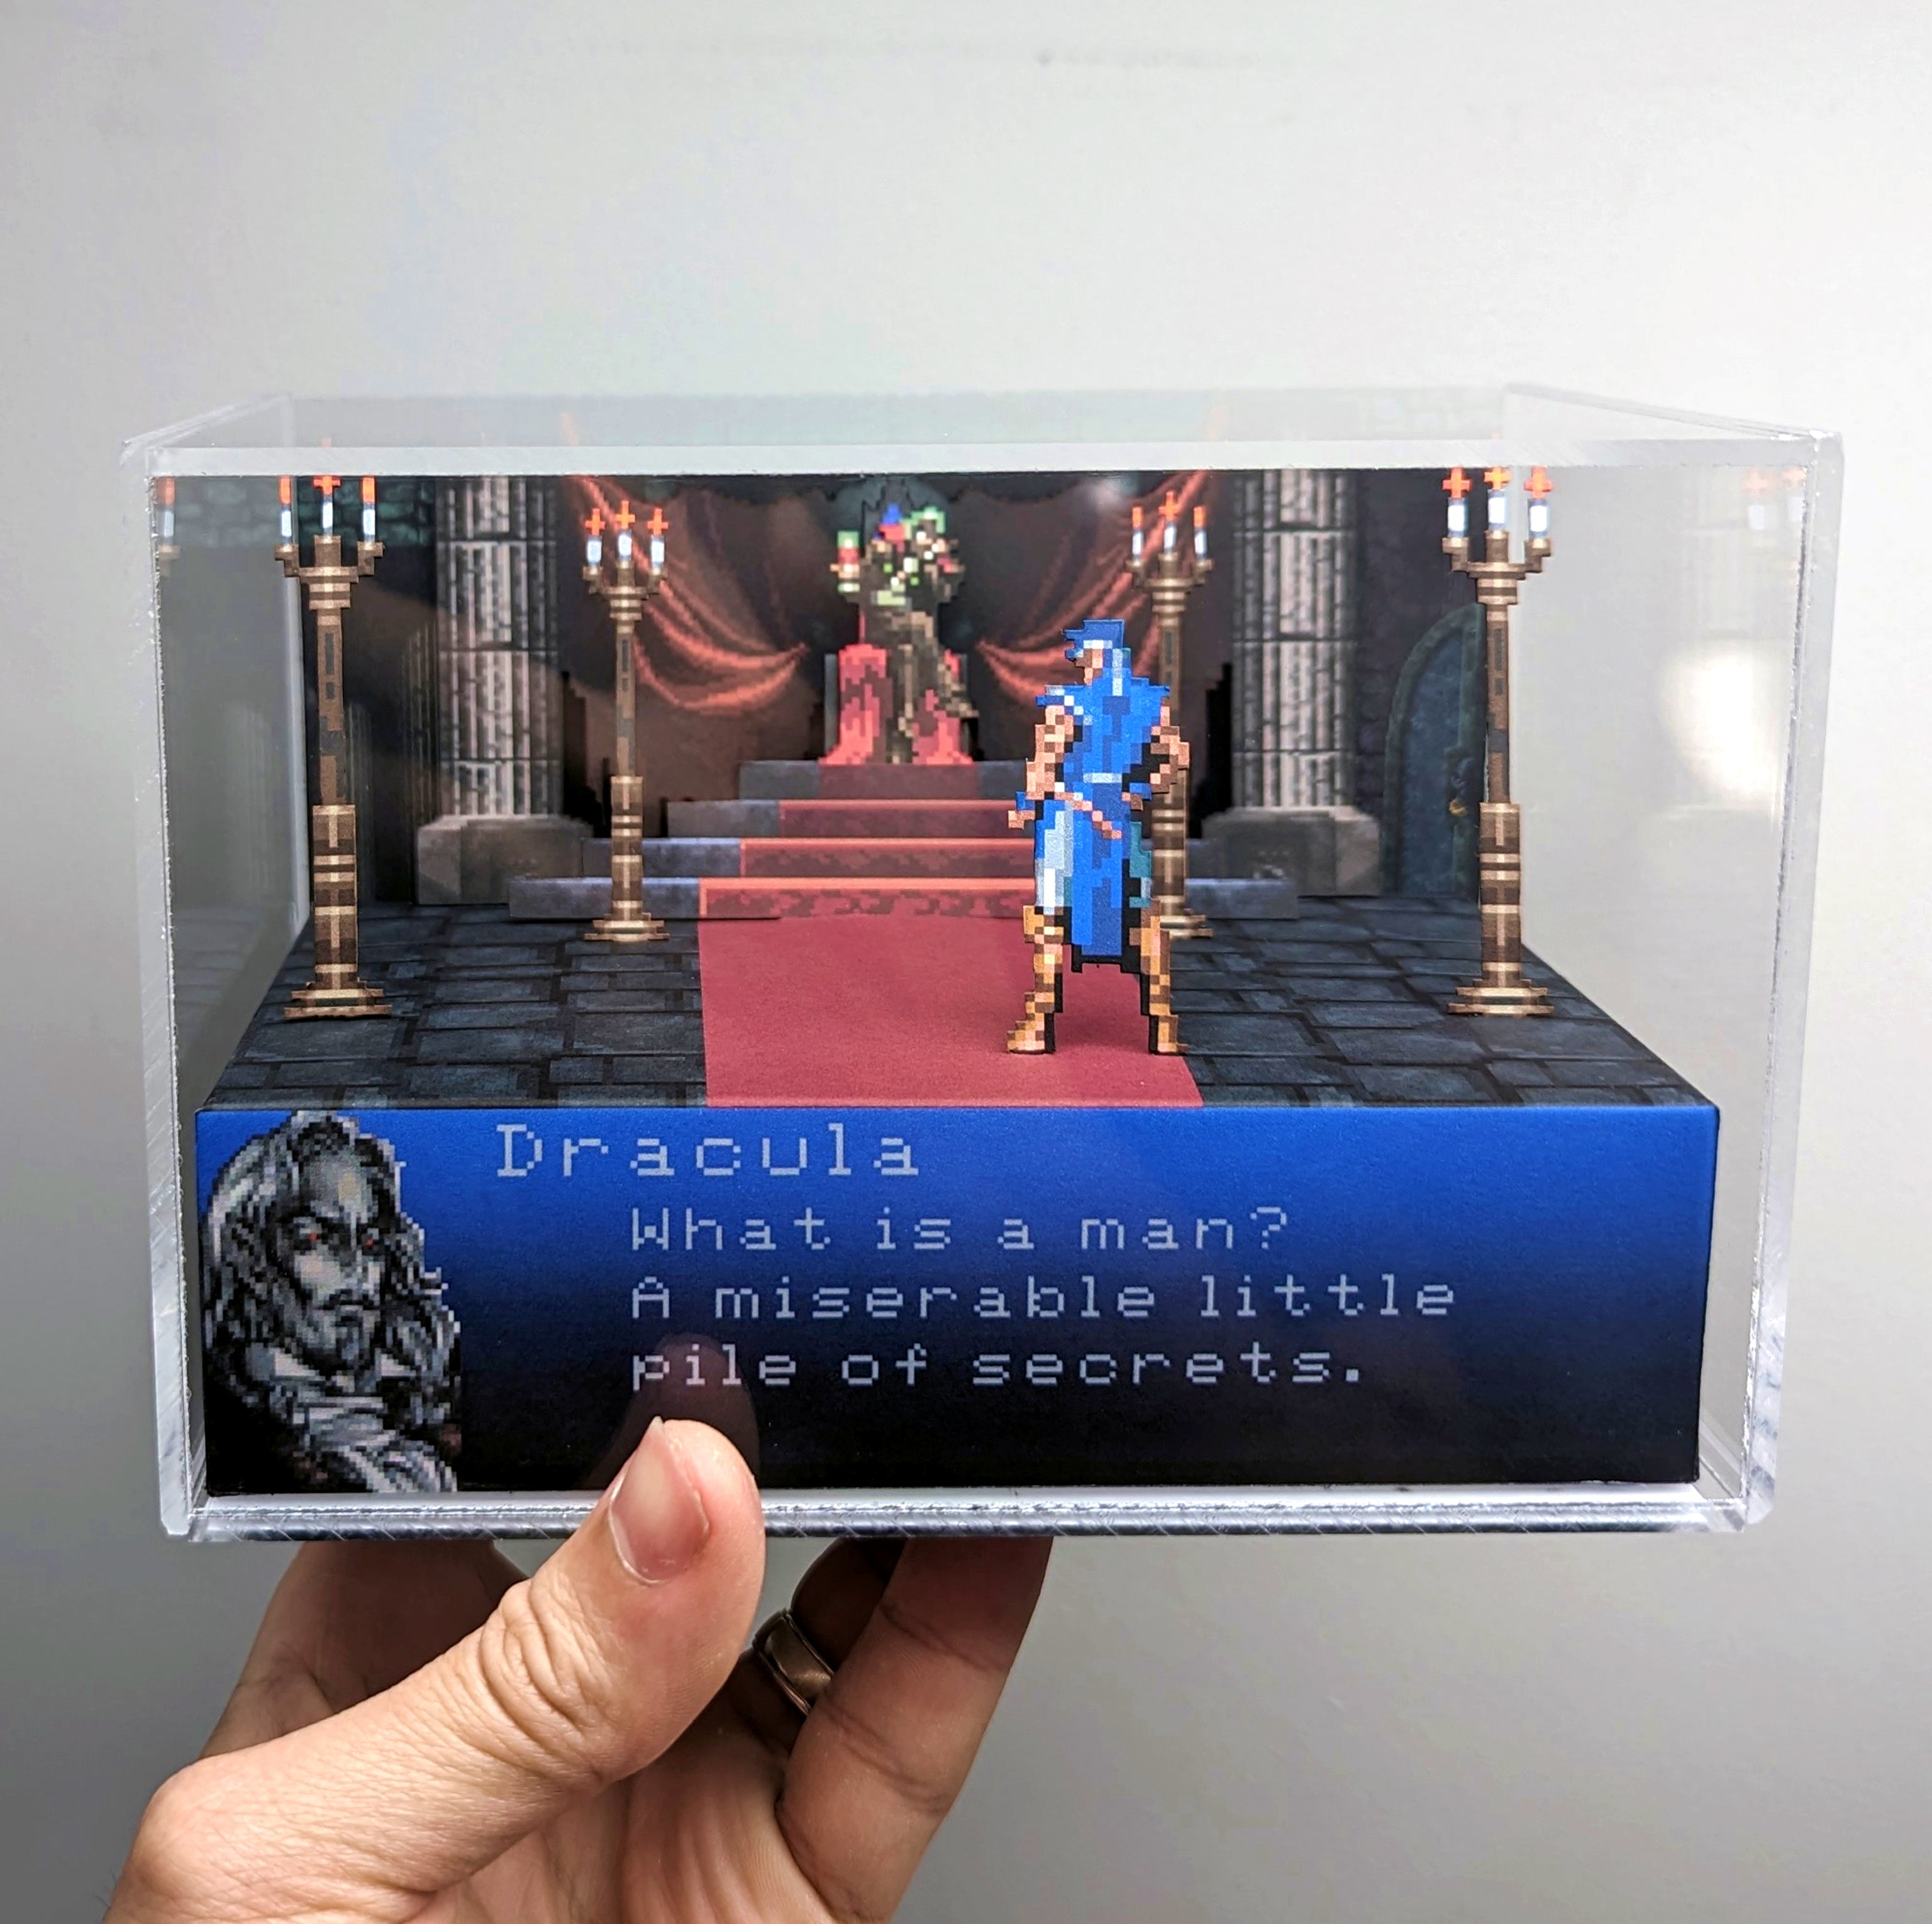 Dracula
What is a man?
A miserable little
pile of secrets.